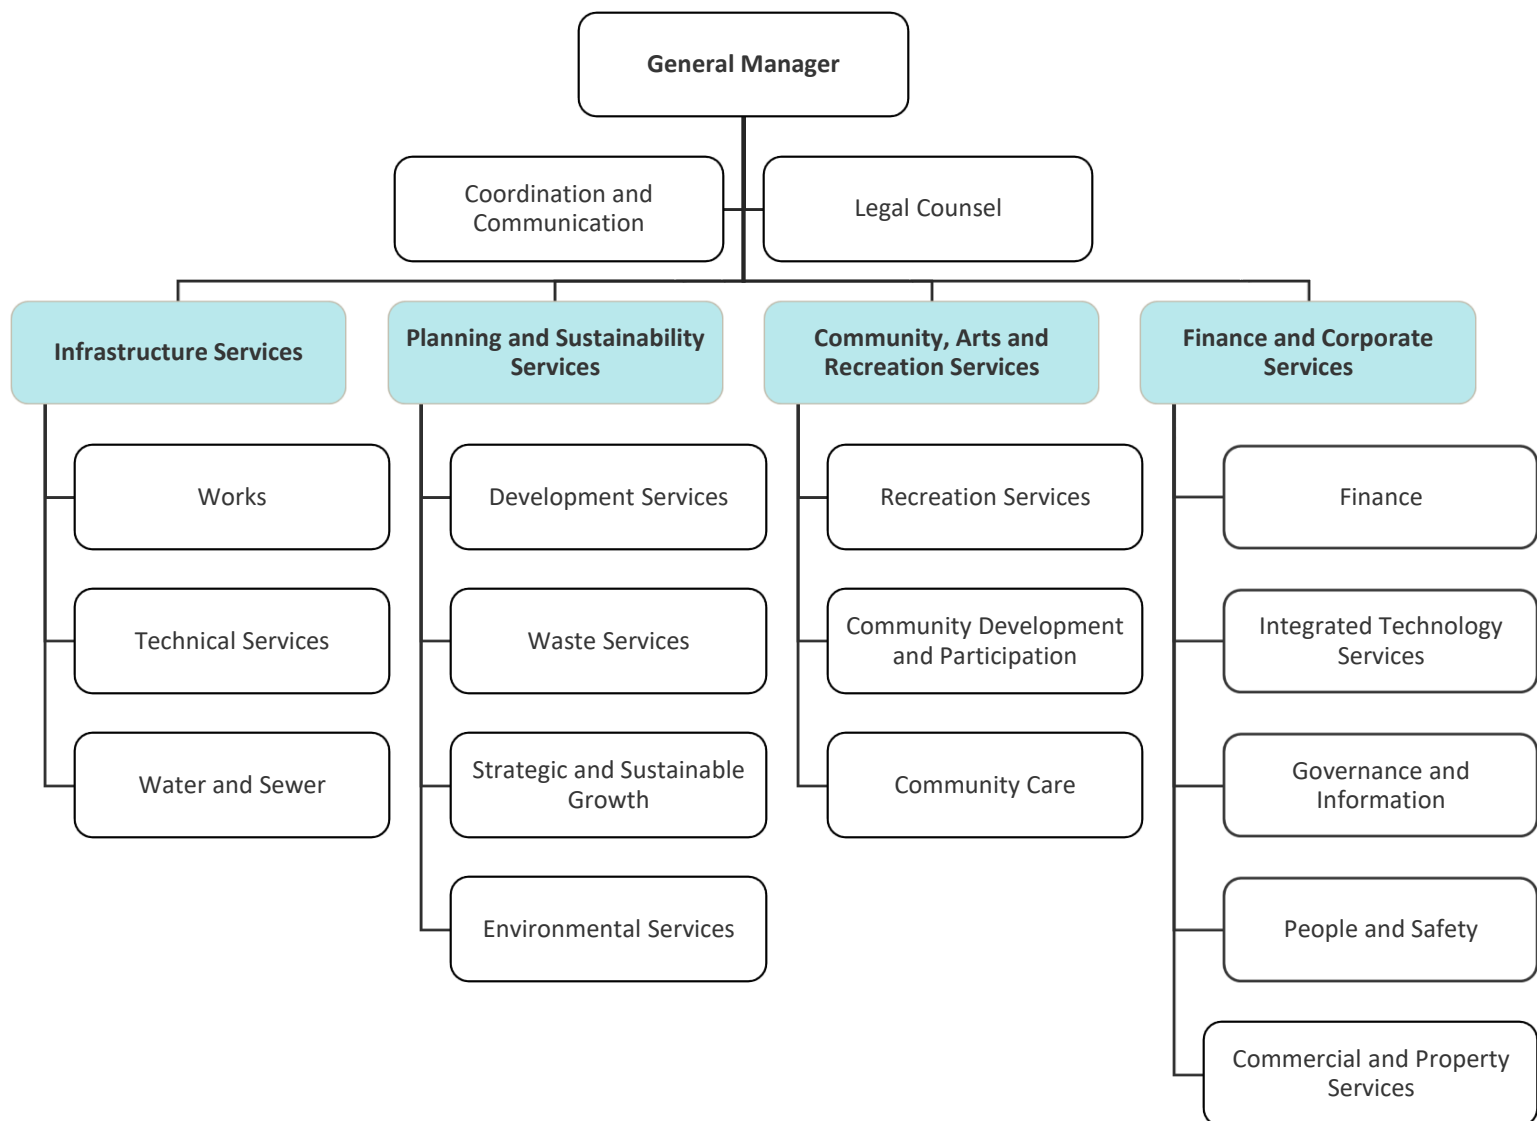 General Manager
Coordination and
Communication
Legal Counsel
Infrastructure Services
Planning and Sustainability
Services
Community, Arts and
Recreation Services
Finance and Corporate
Services
Works
Development Services
Recreation Services
Finance
Technical Services
Waste Services
Community Development
and Participation
Integrated Technology
Services
Water and Sewer
Strategic and Sustainable
Growth
Community Care
Governance and
Information
Environmental Services
People and Safety
Commercial and Property
Services